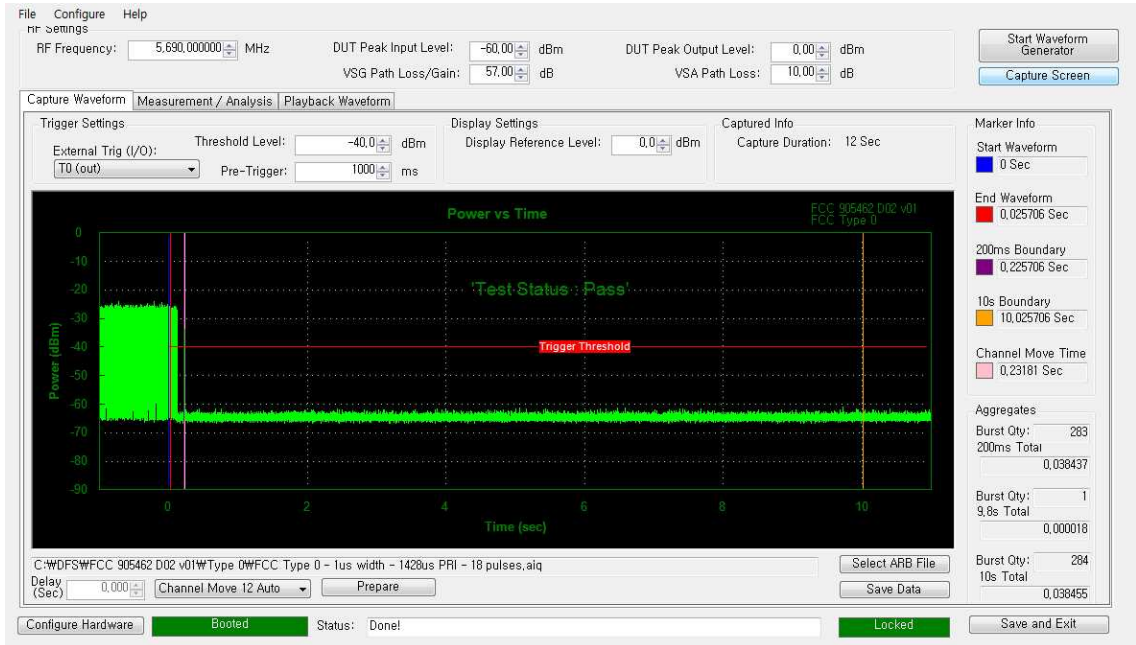 File Configure Help
RF Settings
RF Frequency: 5,690,000000 MHz DUT Peak Input Level: -60,00 dBm DUT Peak Output Level: 0,00 dBm
VSG Path Loss/Gain: 57,00 dB VSA Path Loss: 10,00 dB
Start Waveform
Generator
Capture Screen
Capture Waveform Measurement / Analysis Playback Waveform
Trigger Settings
External Trig (I/O):
T0 (out)
Threshold Level: -40,0 dBm
Pre-Trigger: 1000 ms
Display Settings
Display Reference Level: 0,0 dBm
Captured Info
Capture Duration: 12 Sec
Power vs Time
FCC 905462 D02 v01
FCC Type 0
'Test Status : Pass'
Trigger Threshold
Power (dBm)
0
-10
-20
-30
-40
-50
-60
-70
-80
-90
0 2 4 6 8 10
Time (sec)
Marker Info
Start Waveform
0 Sec
End Waveform
0,025706 Sec
200ms Boundary
0,225706 Sec
10s Boundary
10,025706 Sec
Channel Move Time
0,23181 Sec
Aggregates
Burst Qty: 283
200ms Total
0,038437
Burst Qty: 1
9,8s Total
0,000018
Burst Qty: 284
10s Total
0,038455
C:₩DFS₩FCC 905462 D02 v01₩Type 0₩FCC Type 0 - 1us width - 1428us PRI - 18 pulses,aiq
Select ARB File
Delay
(Sec) 0,000 Channel Move 12 Auto Prepare
Save Data
Configure Hardware Booted Status: Done! Locked Save and Exit